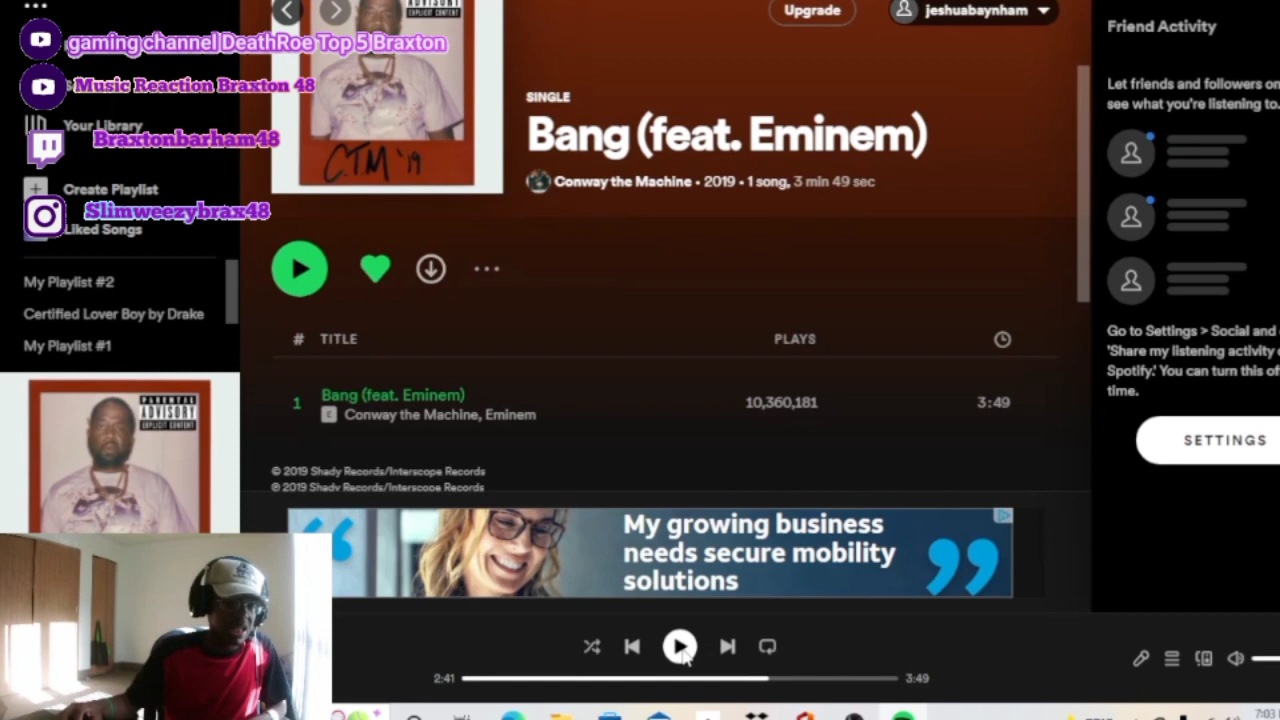 EXPLICIT CONTENT
Upgrade
jeshuabaynham
Friend Activity
gaming channel DeathRoe Top 5 Braxton
Music Reaction Braxton 48
Your Library
Braxtonbarham48
Create Playlist
Slimweezybrax48
Liked Songs
My Playlist #2
Certified Lover Boy by Drake
My Playlist #1
PARENTAL
ADVISORY
EXPLICIT CONTENT
C.T.M '19
SINGLE
Bang (feat. Eminem)
Conway the Machine • 2019 • 1 song, 3 min 49 sec
# TITLE PLAYS
1 Bang (feat. Eminem) 10,360,181 3:49
E Conway the Machine, Eminem
© 2019 Shady Records/Interscope Records
℗ 2019 Shady Records/Interscope Records
My growing business
needs secure mobility
solutions
Let friends and followers on
see what you're listening to.
Go to Settings > Social and
'Share my listening activity
Spotify.' You can turn this of
time.
SETTINGS
2:41 3:49
7:03